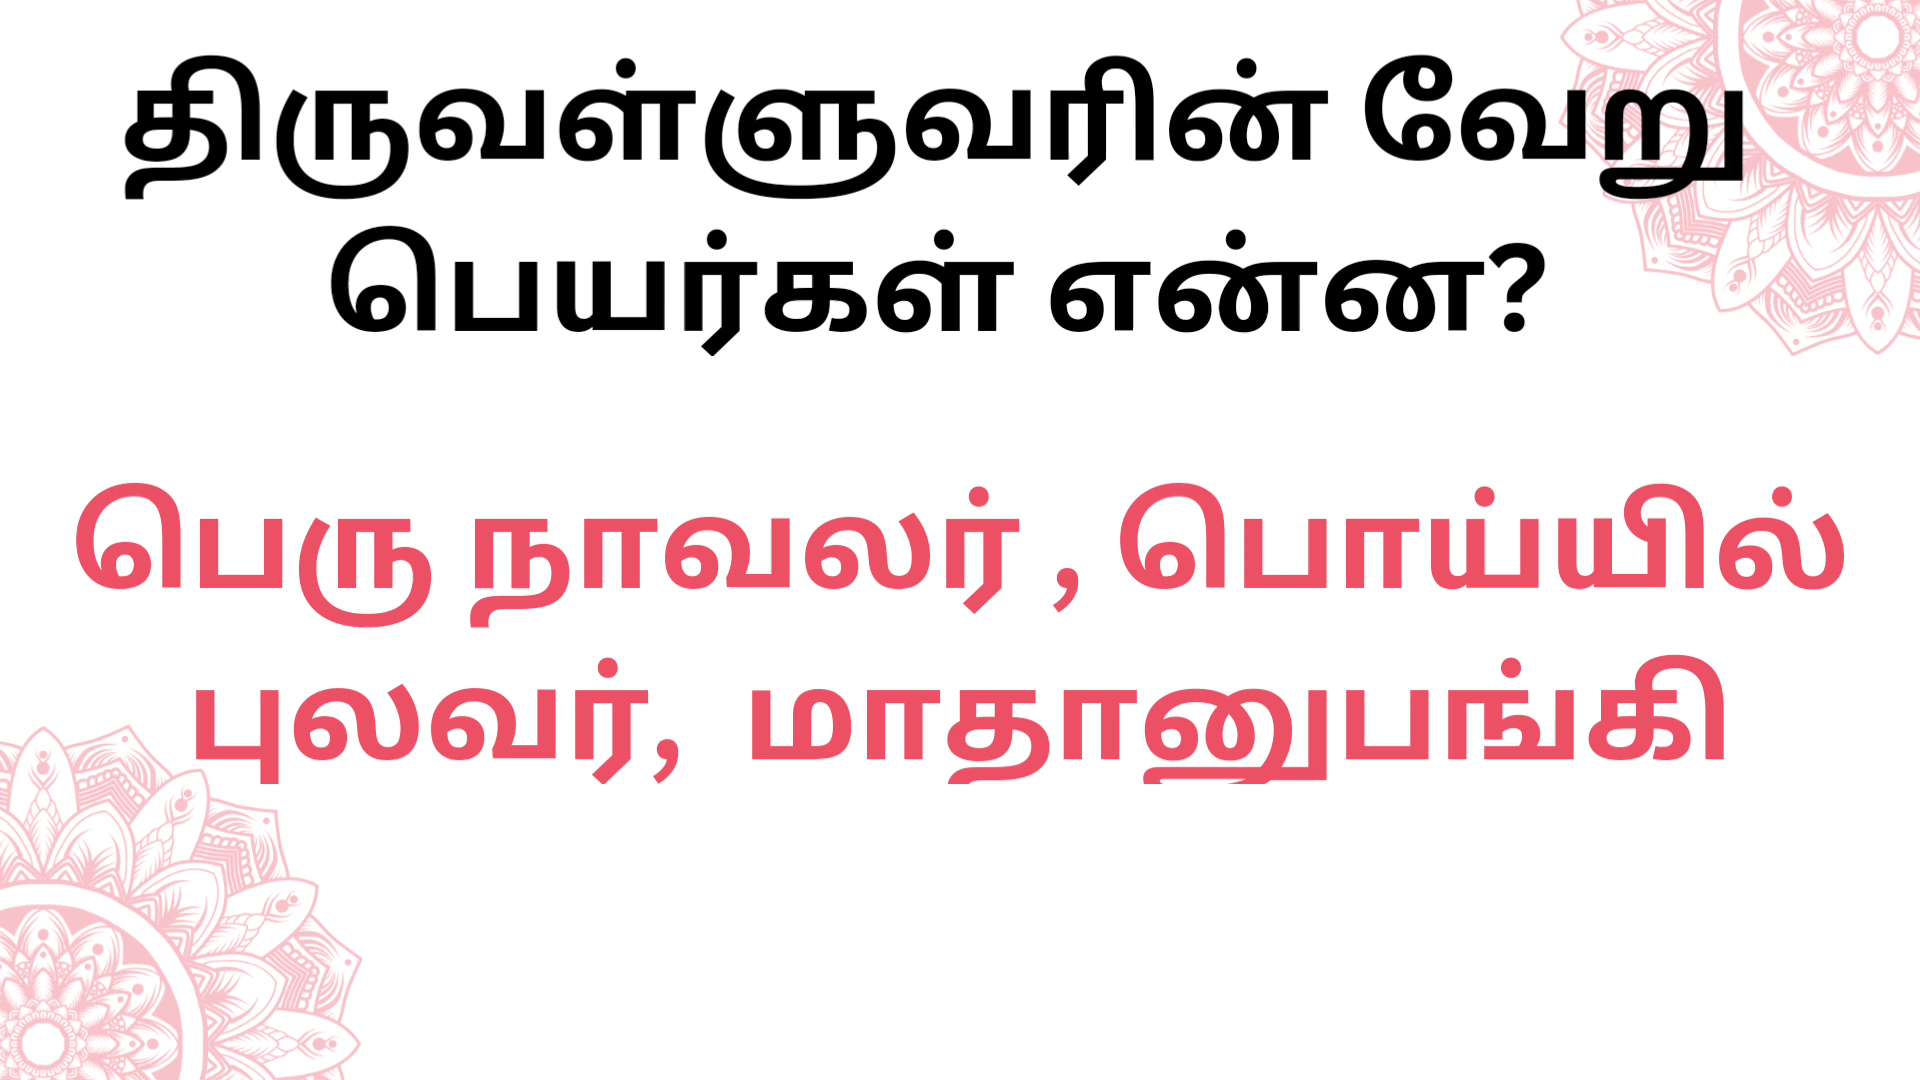 திருவள்ளுவரின் வேறு
பெயர்கள் என்ன?
பெரு நாவலர் , பொய்யில்
புலவர், மாதானுபங்கி